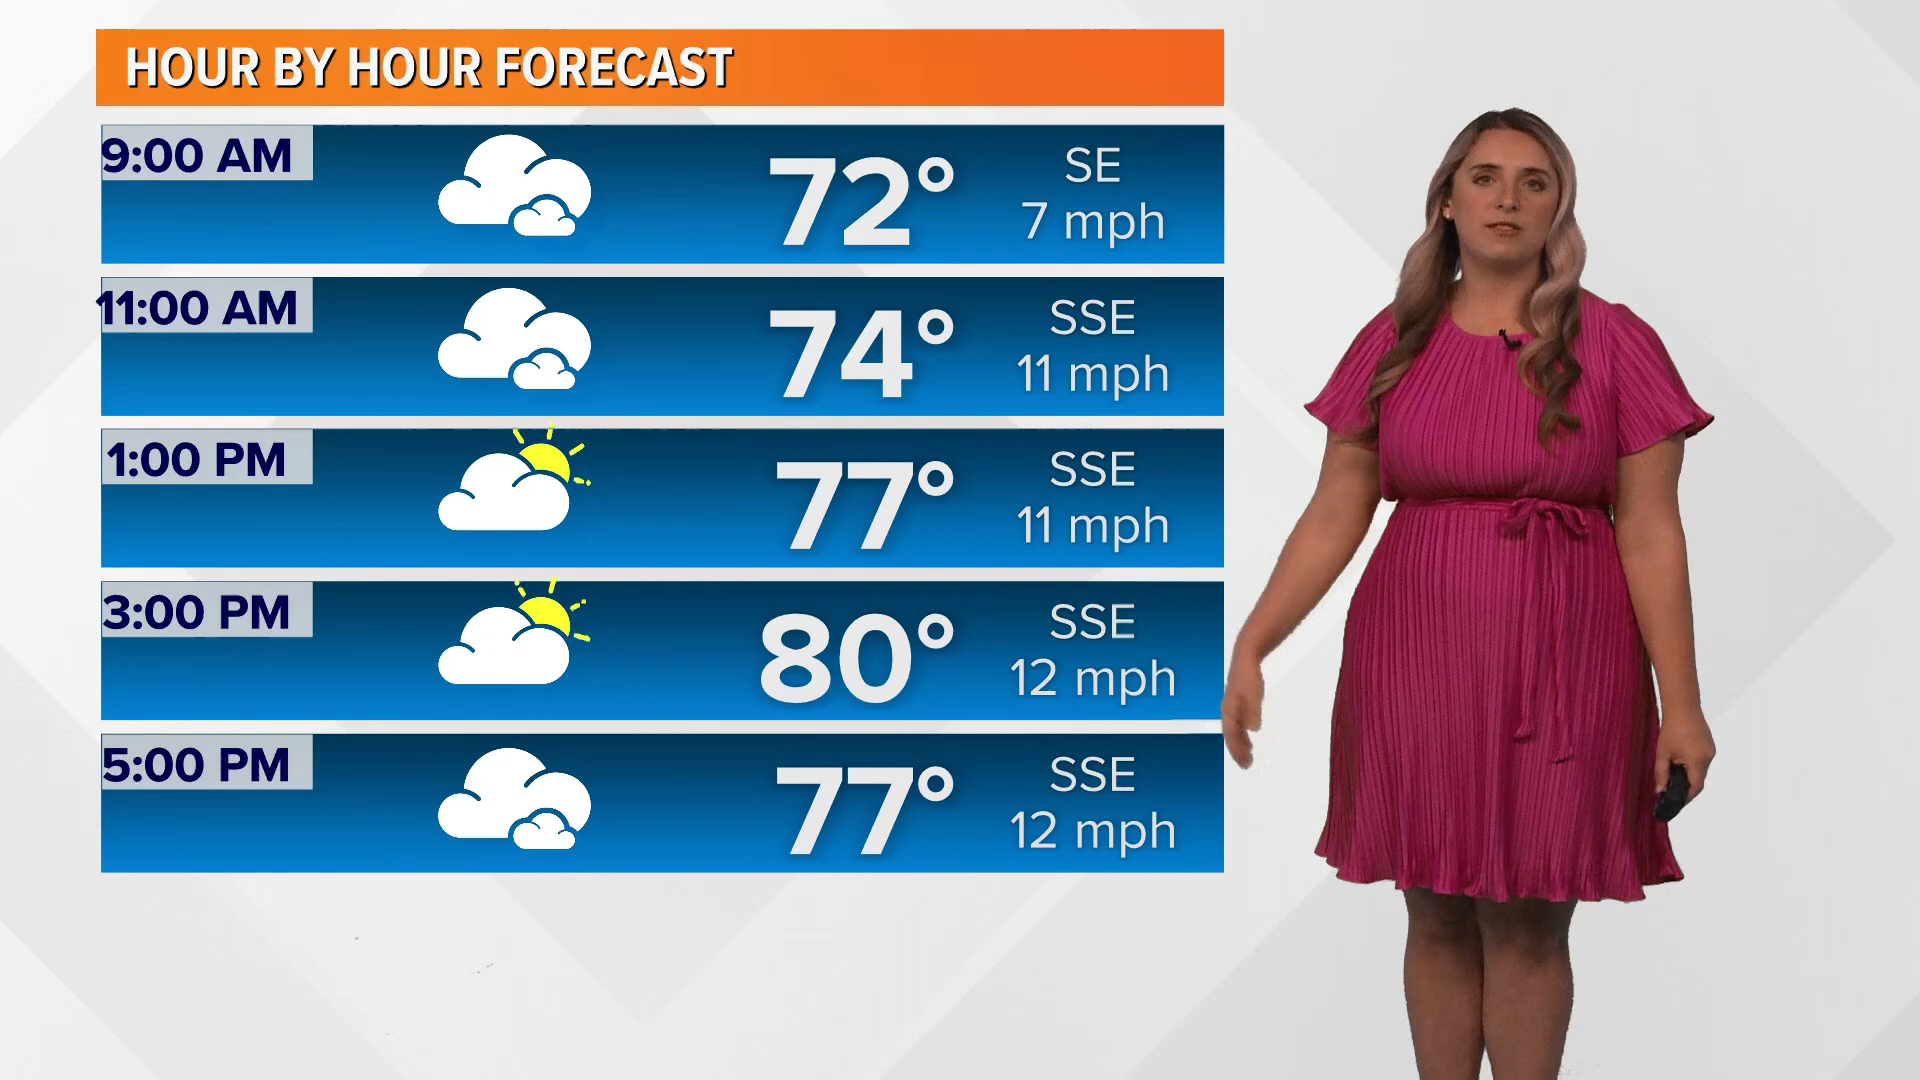 HOUR BY HOUR FORECAST
9:00 AM
72°
SE
7 mph
11:00 AM
74°
SSE
11 mph
1:00 PM
77°
SSE
11 mph
3:00 PM
80°
SSE
12 mph
5:00 PM
77°
SSE
12 mph